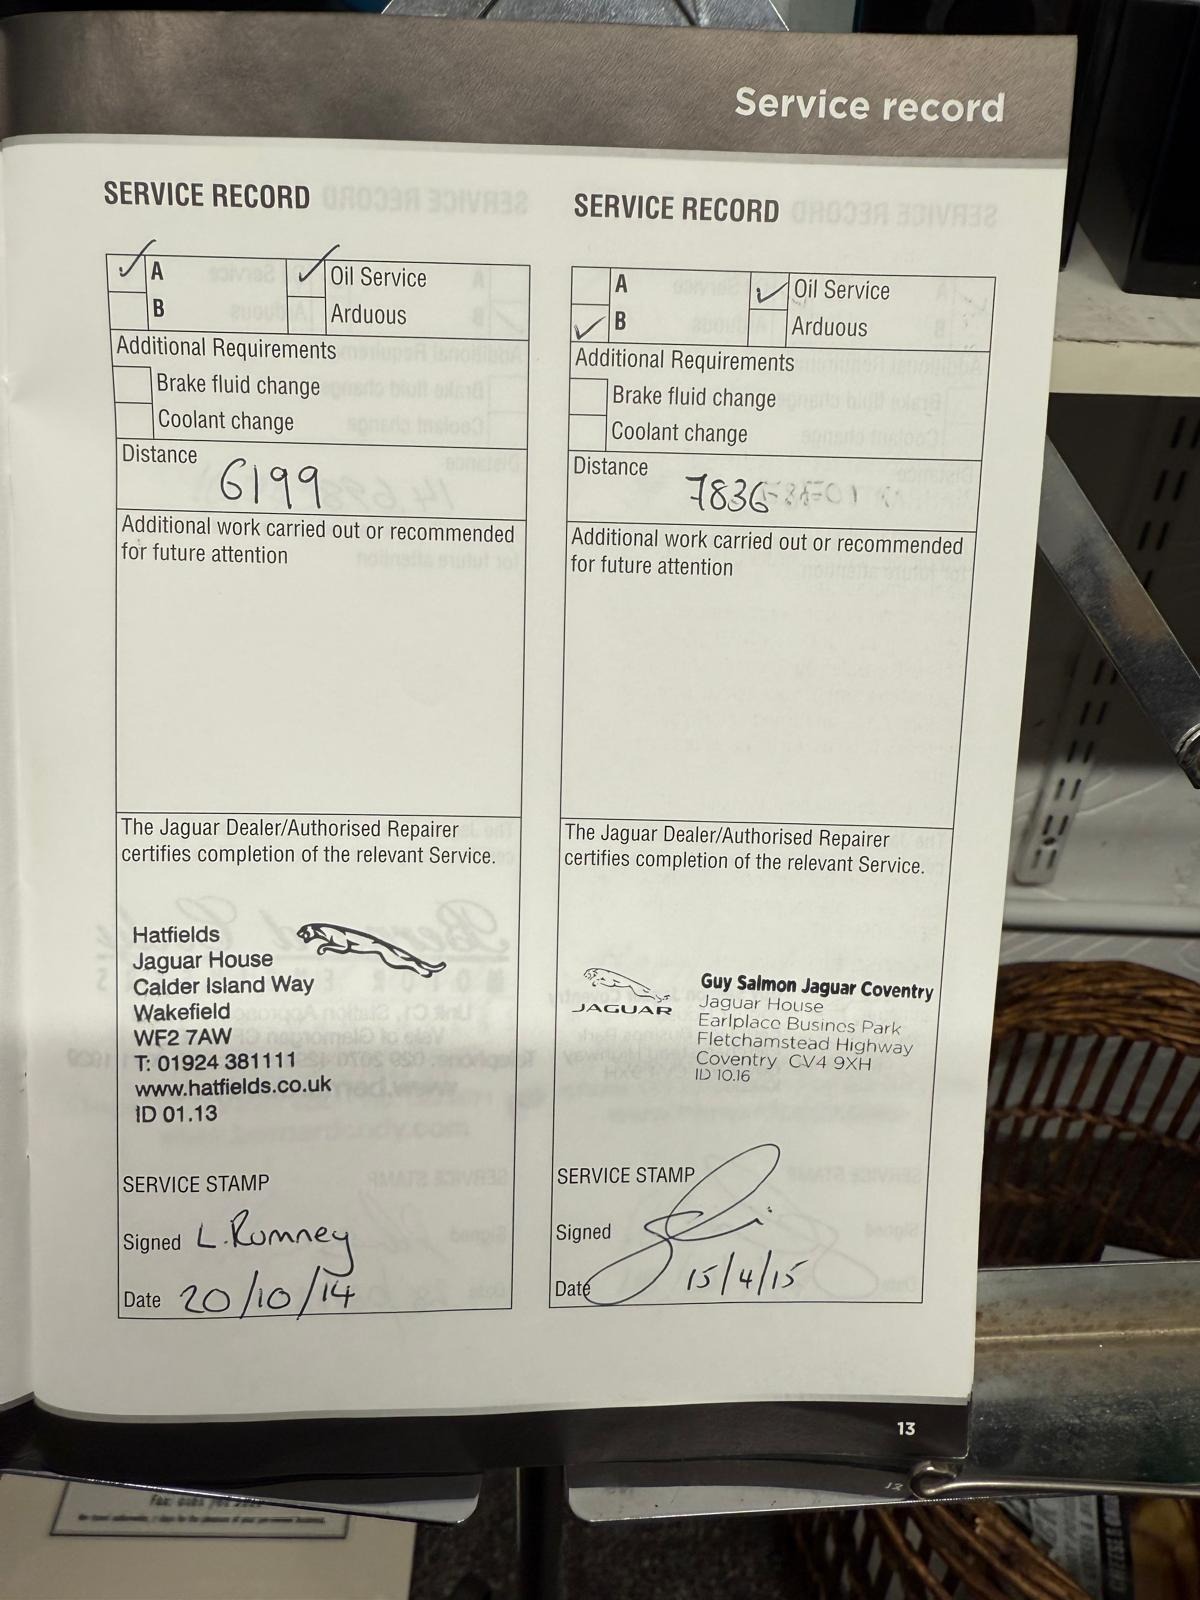 Service record
SERVICE RECORD
A
Oil Service
B
Arduous
Additional Requirements
Brake fluid change
Coolant change
Distance
6199
Additional work carried out or recommended
for future attention
The Jaguar Dealer/Authorised Repairer
certifies completion of the relevant Service.
Hatfields
Jaguar House
Calder Island Way
Wakefield
WF2 7AW
T: 01924 381111
www.hatfields.co.uk
ID 01.13
SERVICE STAMP
Signed L.Romney
Date 20/10/14
SERVICE RECORD
A
Oil Service
B
Arduous
Additional Requirements
Brake fluid change
Coolant change
Distance
7836
Additional work carried out or recommended
for future attention
The Jaguar Dealer/Authorised Repairer
certifies completion of the relevant Service.
JAGUAR
Guy Salmon Jaguar Coventry
Jaguar House
Earlplace Busines Park
Fletchamstead Highway
Coventry CV4 9XH
ID 10.16
SERVICE STAMP
Signed
Date 15/4/15
13